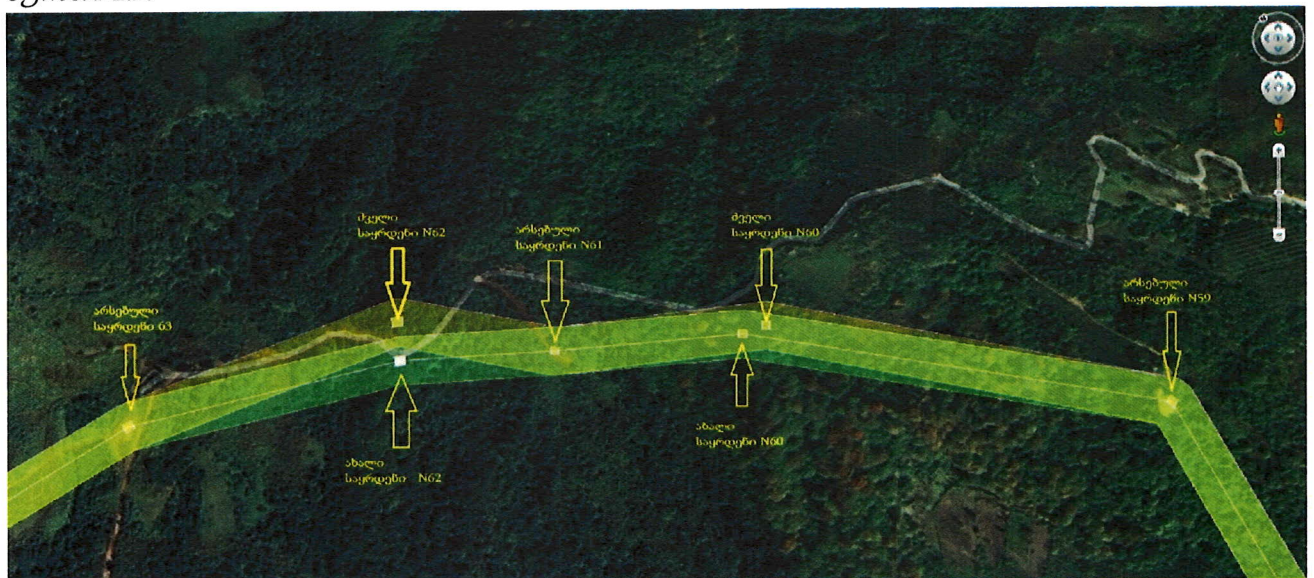 ძველი
საყრდენი N62
არსებული
საყრდენი N61
ძველი
საყრდენი N60
არსებული
საყრდენი N59
არსებული
საყრდენი 63
ახალი
საყრდენი N60
ახალი
საყრდენი N62